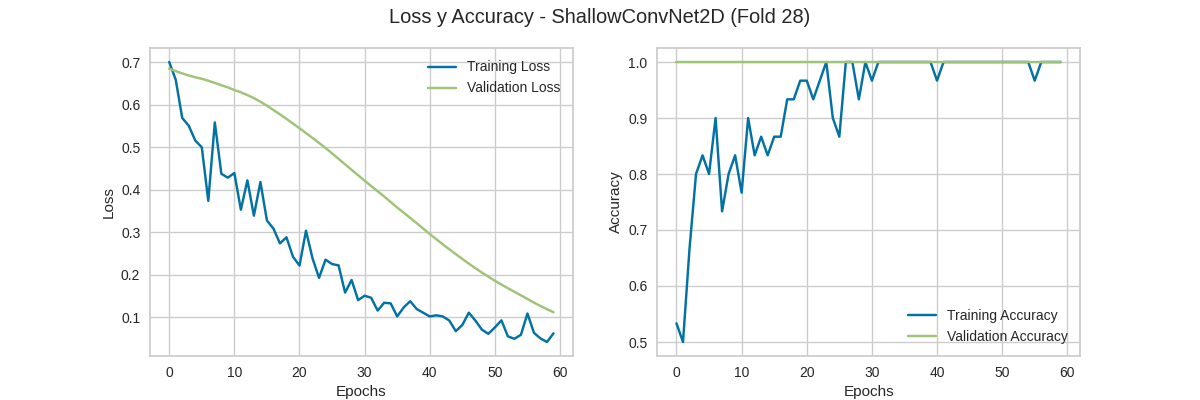 Loss y Accuracy - ShallowConvNet2D (Fold 28)
0.7
0.6
0.5
0.4
0.3
0.2
0.1
Loss
0 10 20 30 40 50 60
Epochs
Training Loss
Validation Loss
1.0
0.9
0.8
0.7
0.6
0.5
Accuracy
0 10 20 30 40 50 60
Epochs
Training Accuracy
Validation Accuracy